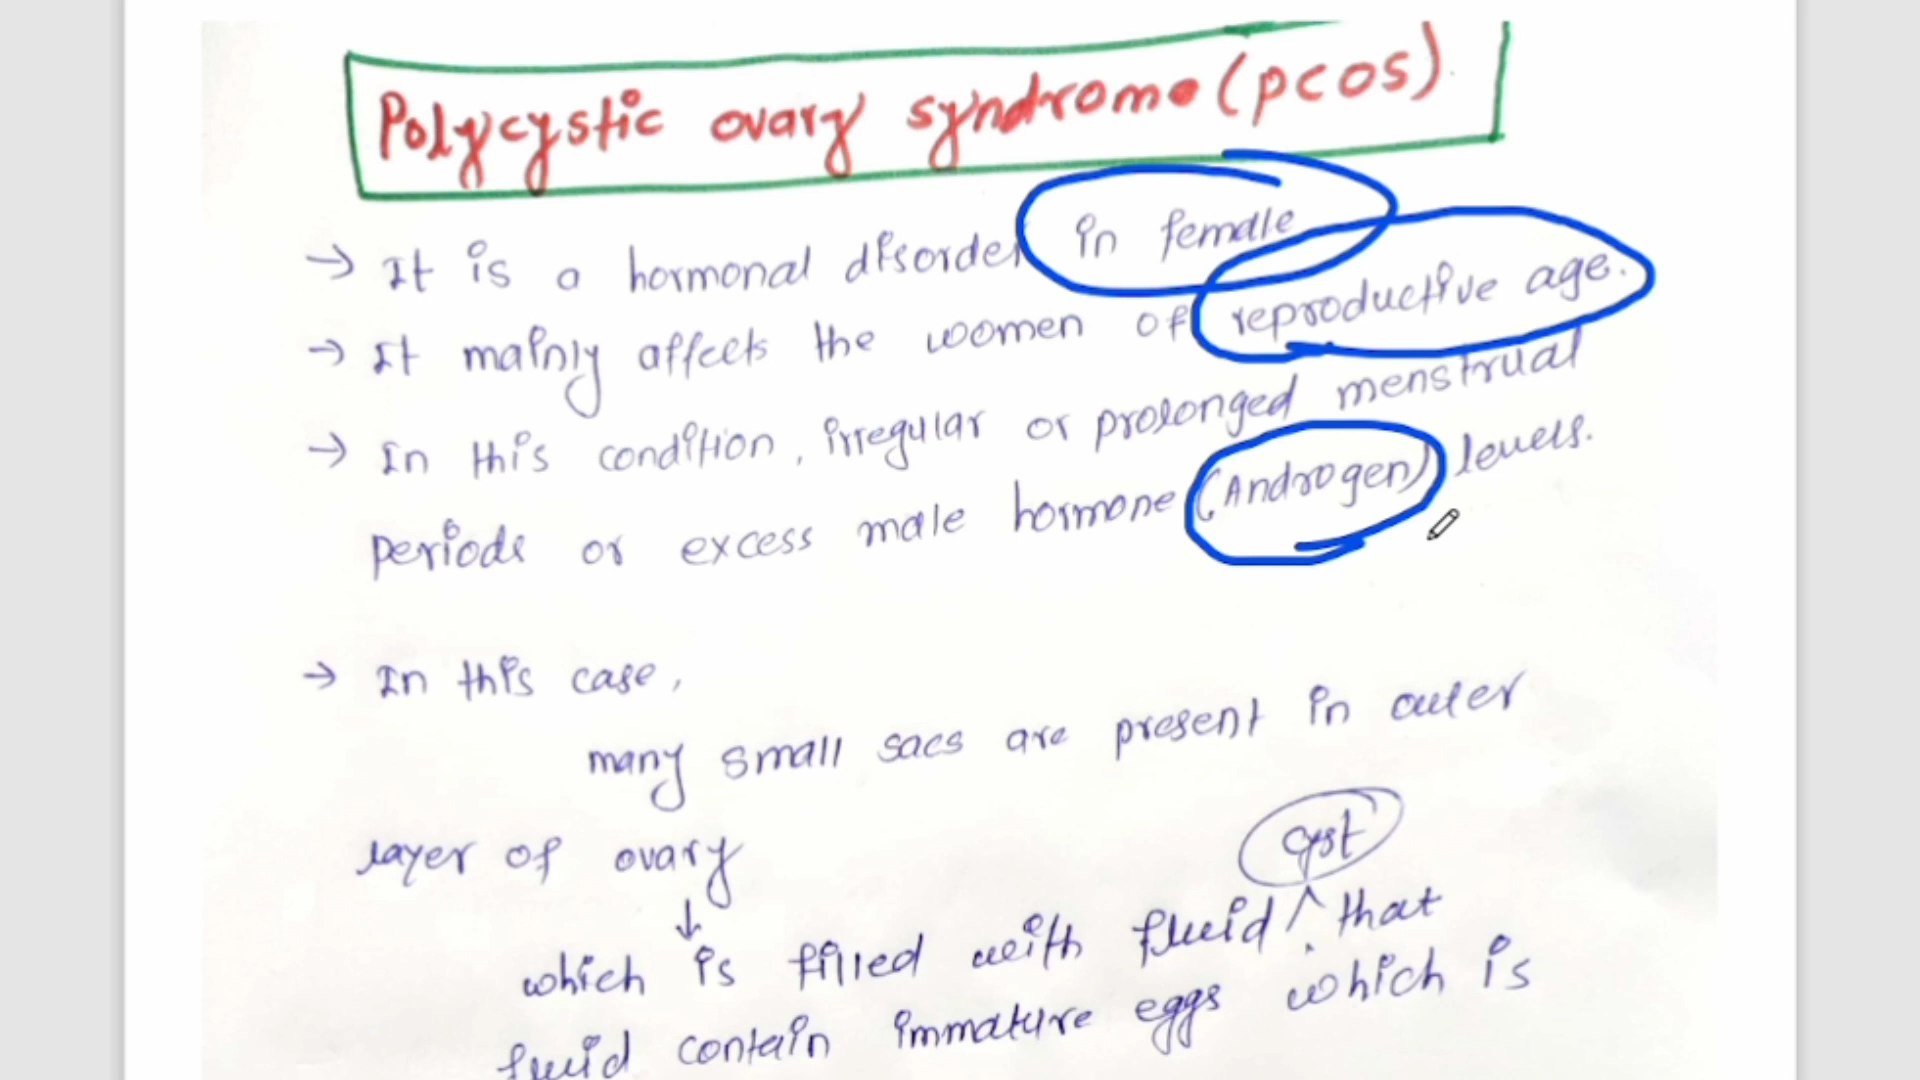 Polycystic ovary syndrome (pcos)
→ It is a hormonal disorder in female
→ It mainly affects the women of reproductive age.
→ In this condition, irregular or prolonged menstrual
periods or excess male hormone (Androgen) levels.
→ In this case,
many small sacs are present in outer
layer of ovary
↓
cyst
which is filled with fluid ^ that
fluid contain immature eggs which is